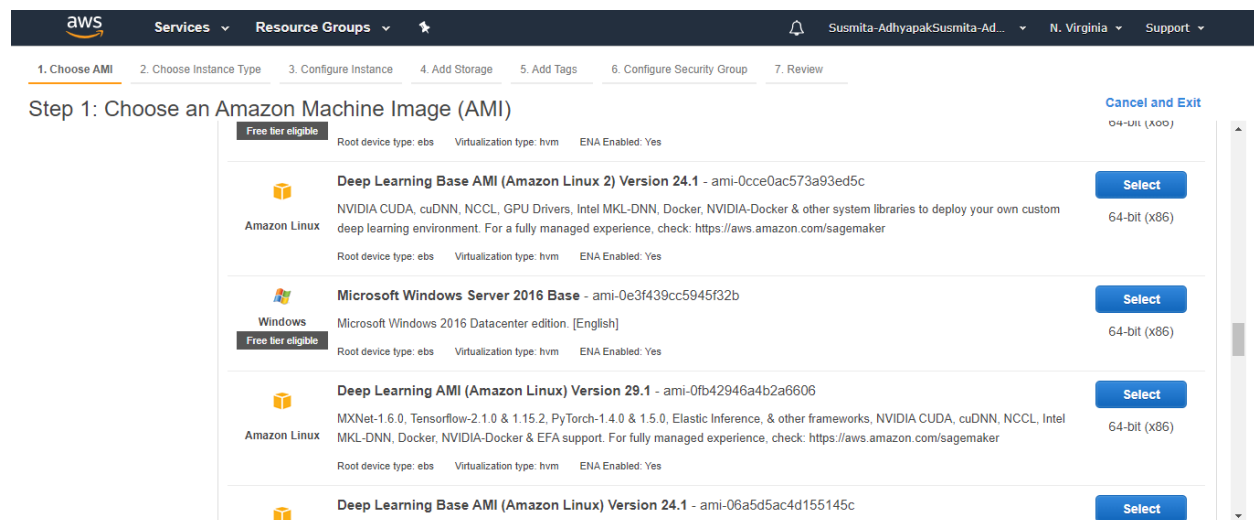 aws Services Resource Groups Susmita-AdhyapakSusmita-Ad... N. Virginia Support
1. Choose AMI 2. Choose Instance Type 3. Configure Instance 4. Add Storage 5. Add Tags 6. Configure Security Group 7. Review
Step 1: Choose an Amazon Machine Image (AMI) Cancel and Exit
Free tier eligible 64-bit (x86)
Root device type: ebs Virtualization type: hvm ENA Enabled: Yes
Deep Learning Base AMI (Amazon Linux 2) Version 24.1 - ami-0cce0ac573a93ed5c Select
NVIDIA CUDA, cuDNN, NCCL, GPU Drivers, Intel MKL-DNN, Docker, NVIDIA-Docker & other system libraries to deploy your own custom 64-bit (x86)
Amazon Linux deep learning environment. For a fully managed experience, check: https://aws.amazon.com/sagemaker
Root device type: ebs Virtualization type: hvm ENA Enabled: Yes
Microsoft Windows Server 2016 Base - ami-0e3f439cc5945f32b Select
Windows Microsoft Windows 2016 Datacenter edition. [English] 64-bit (x86)
Free tier eligible
Root device type: ebs Virtualization type: hvm ENA Enabled: Yes
Deep Learning AMI (Amazon Linux) Version 29.1 - ami-0fb42946a4b2a6606 Select
MXNet-1.6.0, Tensorflow-2.1.0 & 1.15.2, PyTorch-1.4.0 & 1.5.0, Elastic Inference, & other frameworks, NVIDIA CUDA, cuDNN, NCCL, Intel 64-bit (x86)
Amazon Linux MKL-DNN, Docker, NVIDIA-Docker & EFA support. For fully managed experience, check: https://aws.amazon.com/sagemaker
Root device type: ebs Virtualization type: hvm ENA Enabled: Yes
Deep Learning Base AMI (Amazon Linux) Version 24.1 - ami-06a5d5ac4d155145c Select